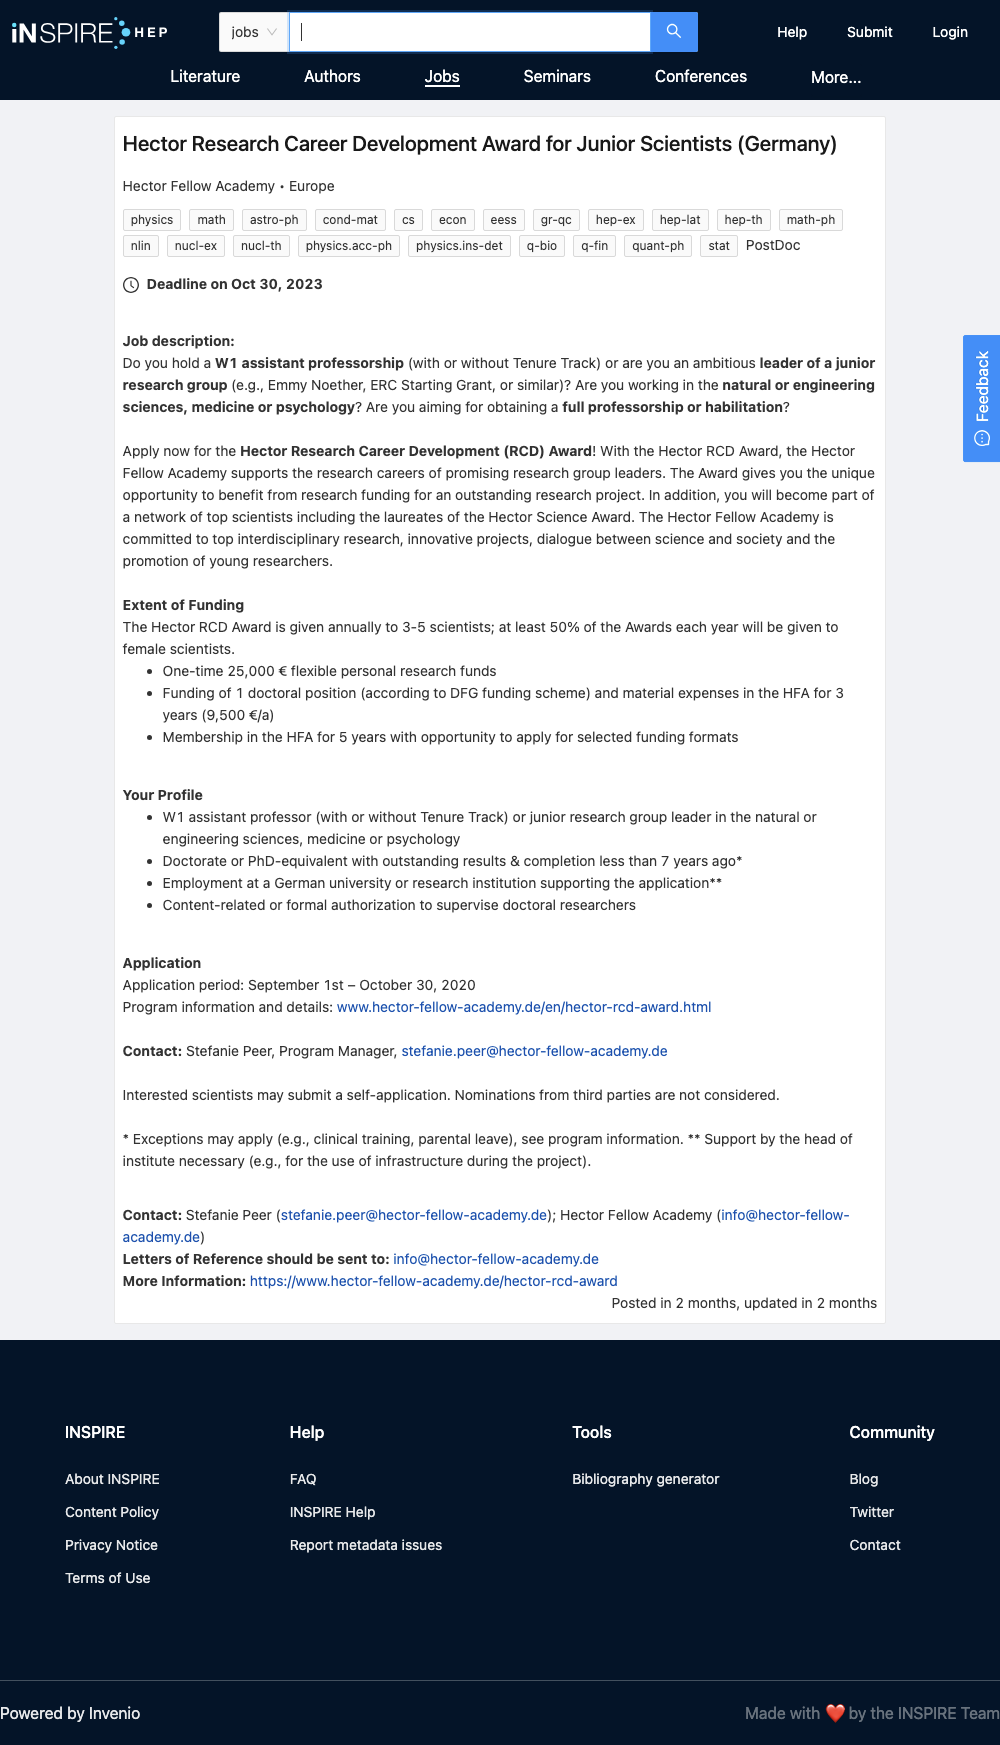 iNSPIRE HEP
jobs
Help Submit Login
Literature Authors Jobs Seminars Conferences More...
Hector Research Career Development Award for Junior Scientists (Germany)
Hector Fellow Academy • Europe
physics math astro-ph cond-mat cs econ eess gr-qc hep-ex hep-lat hep-th math-ph
nlin nucl-ex nucl-th physics.acc-ph physics.ins-det q-bio q-fin quant-ph stat PostDoc
Deadline on Oct 30, 2023
Job description:
Do you hold a W1 assistant professorship (with or without Tenure Track) or are you an ambitious leader of a junior
research group (e.g., Emmy Noether, ERC Starting Grant, or similar)? Are you working in the natural or engineering
sciences, medicine or psychology? Are you aiming for obtaining a full professorship or habilitation?
Apply now for the Hector Research Career Development (RCD) Award! With the Hector RCD Award, the Hector
Fellow Academy supports the research careers of promising research group leaders. The Award gives you the unique
opportunity to benefit from research funding for an outstanding research project. In addition, you will become part of
a network of top scientists including the laureates of the Hector Science Award. The Hector Fellow Academy is
committed to top interdisciplinary research, innovative projects, dialogue between science and society and the
promotion of young researchers.
Extent of Funding
The Hector RCD Award is given annually to 3-5 scientists; at least 50% of the Awards each year will be given to
female scientists.
• One-time 25,000 € flexible personal research funds
• Funding of 1 doctoral position (according to DFG funding scheme) and material expenses in the HFA for 3
years (9,500 €/a)
• Membership in the HFA for 5 years with opportunity to apply for selected funding formats
Your Profile
• W1 assistant professor (with or without Tenure Track) or junior research group leader in the natural or
engineering sciences, medicine or psychology
• Doctorate or PhD-equivalent with outstanding results & completion less than 7 years ago*
• Employment at a German university or research institution supporting the application**
• Content-related or formal authorization to supervise doctoral researchers
Application
Application period: September 1st – October 30, 2020
Program information and details: www.hector-fellow-academy.de/en/hector-rcd-award.html
Contact: Stefanie Peer, Program Manager, stefanie.peer@hector-fellow-academy.de
Interested scientists may submit a self-application. Nominations from third parties are not considered.
* Exceptions may apply (e.g., clinical training, parental leave), see program information. ** Support by the head of
institute necessary (e.g., for the use of infrastructure during the project).
Contact: Stefanie Peer (stefanie.peer@hector-fellow-academy.de); Hector Fellow Academy (info@hector-fellow-
academy.de)
Letters of Reference should be sent to: info@hector-fellow-academy.de
More Information: https://www.hector-fellow-academy.de/hector-rcd-award
Posted in 2 months, updated in 2 months
Feedback
INSPIRE Help Tools Community
About INSPIRE FAQ Bibliography generator Blog
Content Policy INSPIRE Help Twitter
Privacy Notice Report metadata issues Contact
Terms of Use
Powered by Invenio
Made with ❤️ by the INSPIRE Team